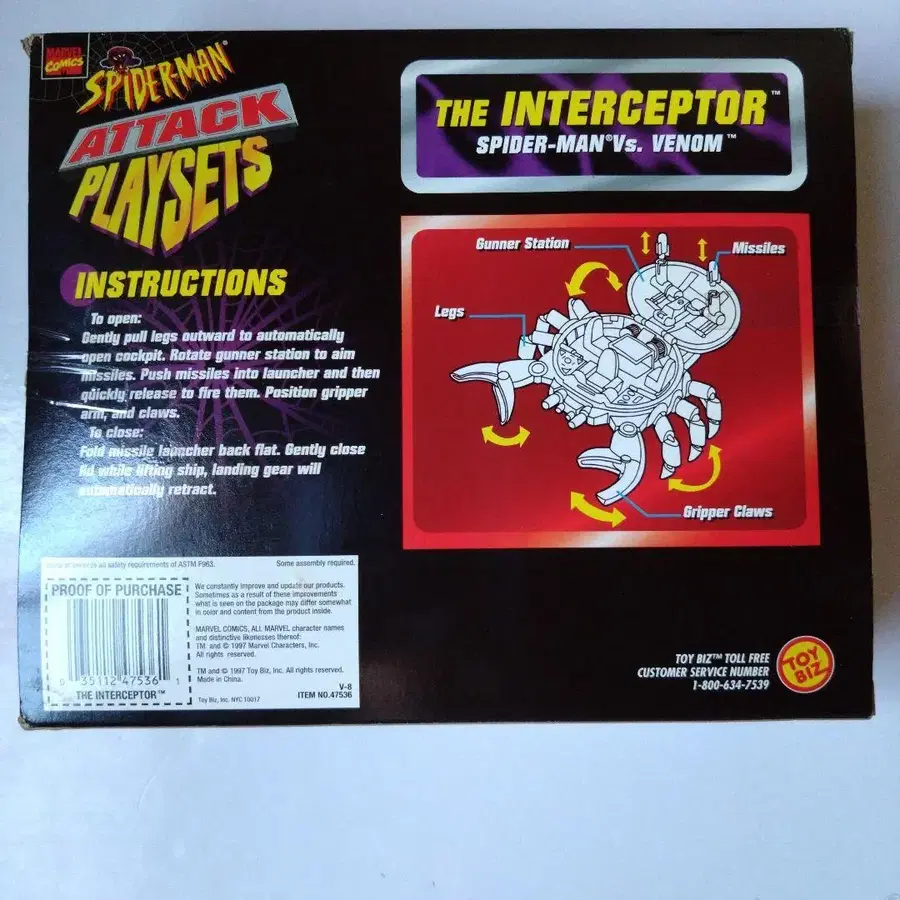 MARVEL
COMICS
SPIDER-MAN®
ATTACK
PLAYSETS
THE INTERCEPTOR™
SPIDER-MAN® Vs. VENOM™
INSTRUCTIONS
To open:
Gently pull legs outward to automatically
open cockpit. Rotate gunner station to aim
missiles. Push missiles into launcher and then
quickly release to fire them. Position gripper
arm, and claws.
To close:
Fold missile launcher back flat. Gently close
lid while lifting ship, landing gear will
automatically retract.
Gunner Station
Missiles
Legs
Gripper Claws
all safety requirements of ASTM F963.
Some assembly required.
PROOF OF PURCHASE
0 35112 47536 1
THE INTERCEPTOR™
We constantly improve and update our products.
Sometimes as a result of these improvements
what is seen on the package may differ somewhat
in color and content from the product inside.
MARVEL COMICS, ALL MARVEL character names
and distinctive likenesses thereof:
TM and © 1997 Marvel Characters, Inc.
All rights reserved.
TM and © 1997 Toy Biz, Inc. All rights reserved.
Made in China.
V-8
Toy Biz, Inc. NYC 10017
ITEM NO. 47536
TOY BIZ™ TOLL FREE
CUSTOMER SERVICE NUMBER
1-800-634-7539
TOY
BIZ